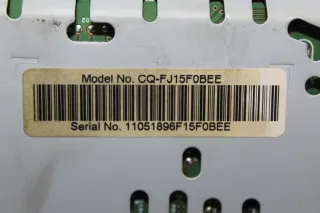 Model No. CQ-FJ15F0BEE
Serial No. 11051896F15F0BEE